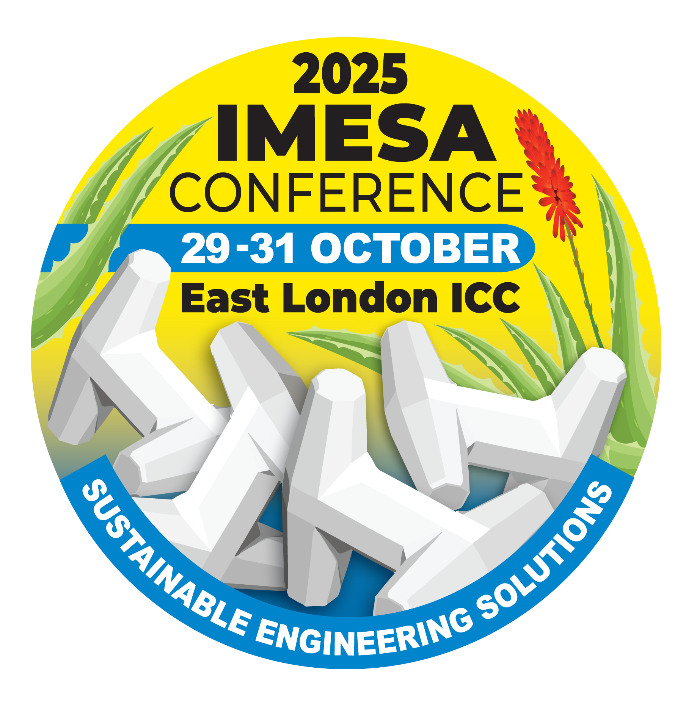 2025
IMESA
CONFERENCE
29-31 OCTOBER
East London ICC
SUSTAINABLE ENGINEERING SOLUTIONS